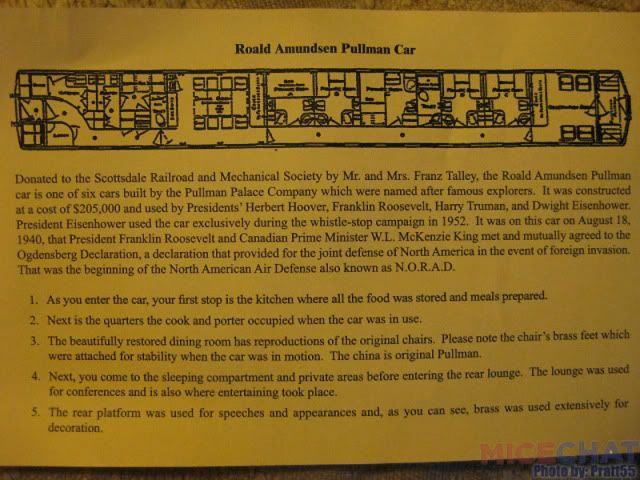 Roald Amundsen Pullman Car
Donated to the Scottsdale Railroad and Mechanical Society by Mr. and Mrs. Franz Talley, the Roald Amundsen Pullman
car is one of six cars built by the Pullman Palace Company which were named after famous explorers. It was constructed
at a cost of $205,000 and used by Presidents' Herbert Hoover, Franklin Roosevelt, Harry Truman, and Dwight Eisenhower.
President Eisenhower used the car exclusively during the whistle-stop campaign in 1952. It was on this car on August 18,
1940, that President Franklin Roosevelt and Canadian Prime Minister W.L. McKenzie King met and mutually agreed to the
Ogdensberg Declaration, a declaration that provided for the joint defense of North America in the event of foreign invasion.
That was the beginning of the North American Air Defense also known as N.O.R.A.D.
1. As you enter the car, your first stop is the kitchen where all the food was stored and meals prepared.
2. Next is the quarters the cook and porter occupied when the car was in use.
3. The beautifully restored dining room has reproductions of the original chairs. Please note the chair's brass feet which
were attached for stability when the car was in motion. The china is original Pullman.
4. Next, you come to the sleeping compartment and private areas before entering the rear lounge. The lounge was used
for conferences and is also where entertaining took place.
5. The rear platform was used for speeches and appearances and, as you can see, brass was used extensively for
decoration.
MICECHAT
Photo by: Pratt55